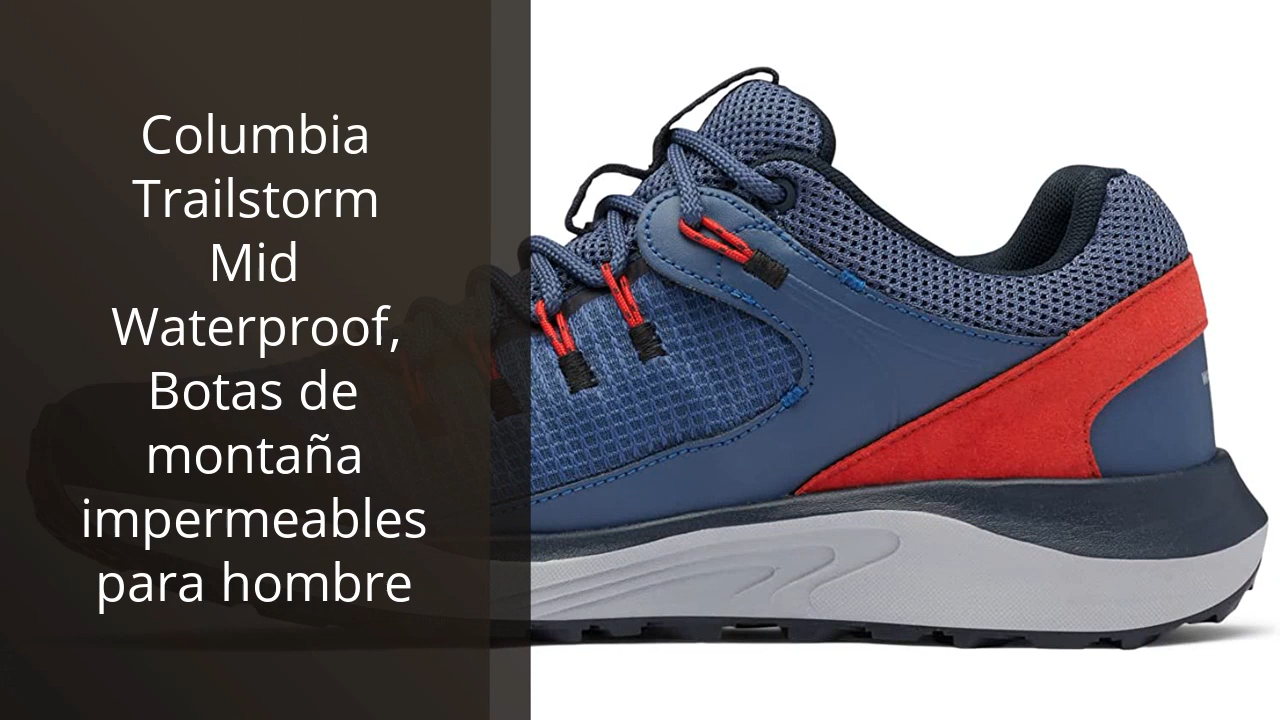 Columbia
Trailstorm
Mid
Waterproof,
Botas de
montaña
impermeables
para hombre